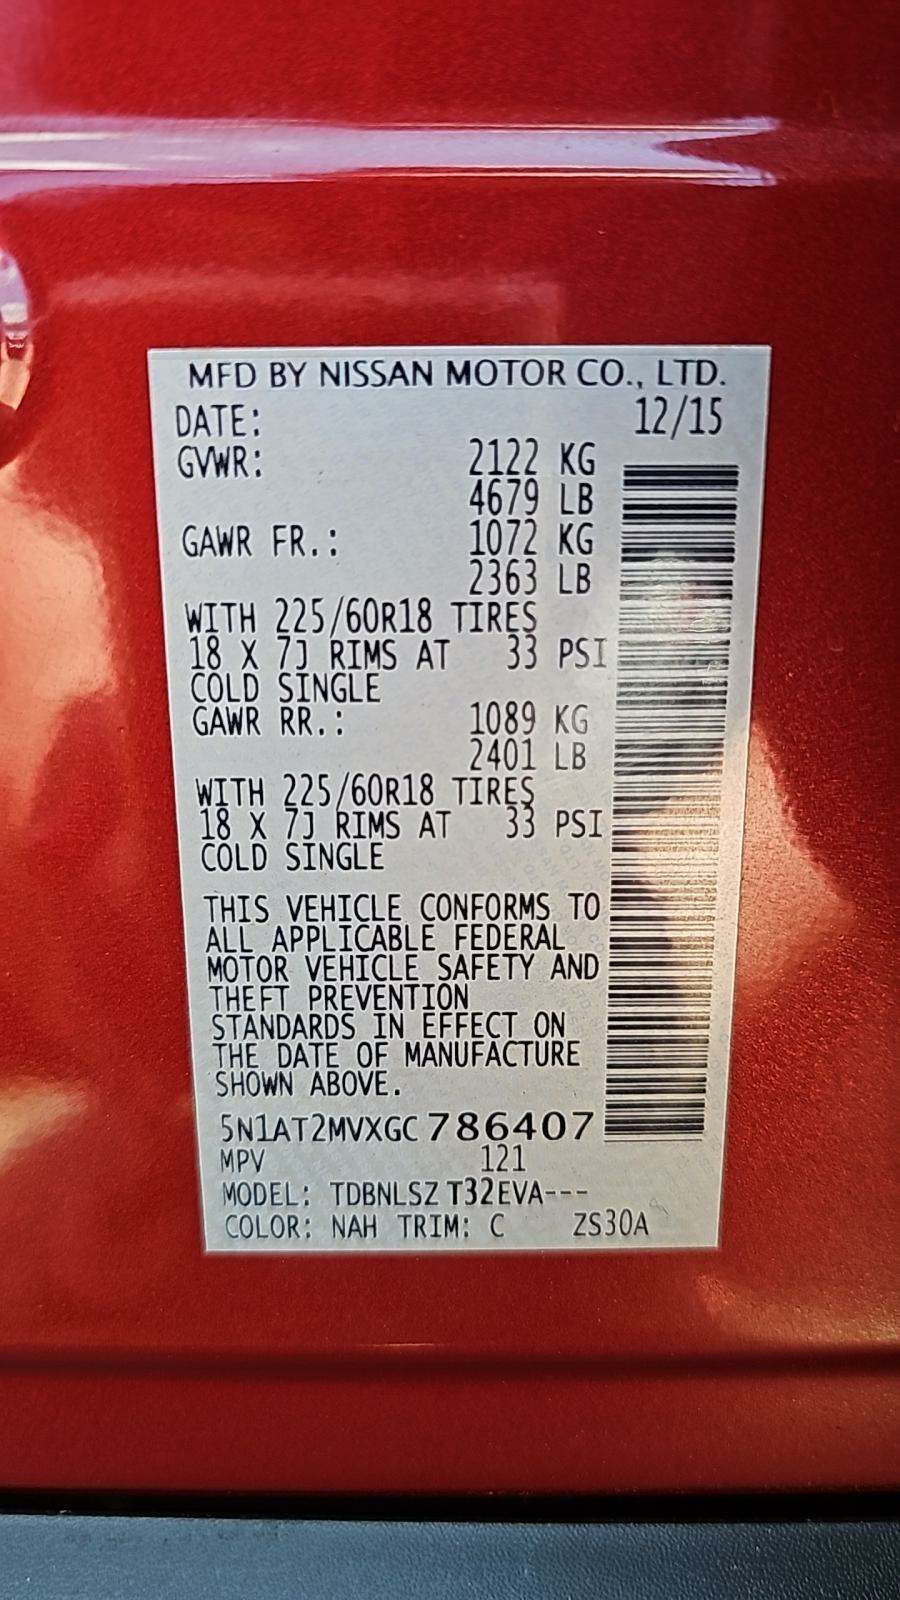 MFD BY NISSAN MOTOR CO., LTD.
DATE: 12/15
GVWR: 2122 KG
4679 LB
GAWR FR.: 1072 KG
2363 LB
WITH 225/60R18 TIRES
18 X 7J RIMS AT 33 PSI
COLD SINGLE
GAWR RR.: 1089 KG
2401 LB
WITH 225/60R18 TIRES
18 X 7J RIMS AT 33 PSI
COLD SINGLE
THIS VEHICLE CONFORMS TO
ALL APPLICABLE FEDERAL
MOTOR VEHICLE SAFETY AND
THEFT PREVENTION
STANDARDS IN EFFECT ON
THE DATE OF MANUFACTURE
SHOWN ABOVE.
5N1AT2MVXGC786407
MPV 121
MODEL: TDBNLSZ T32EVA---
COLOR: NAH TRIM: C ZS30A